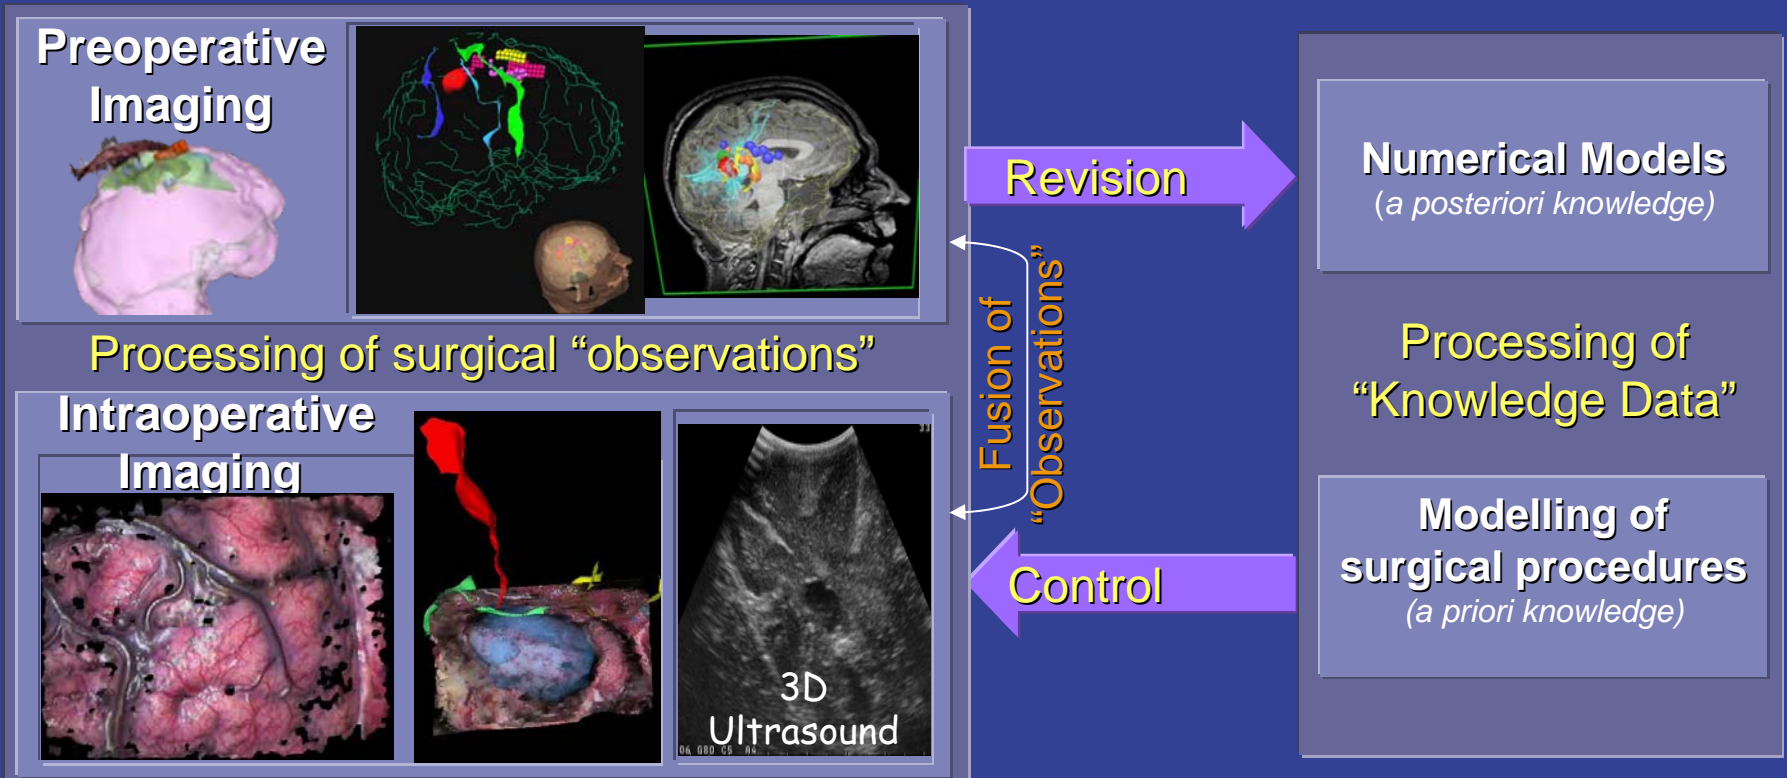 Preoperative
Imaging
Processing of surgical “observations”
Intraoperative
Imaging
3D
Ultrasound
Revision
Fusion of
“Observations”
Control
Numerical Models
(a posteriori knowledge)
Processing of
“Knowledge Data”
Modelling of
surgical procedures
(a priori knowledge)